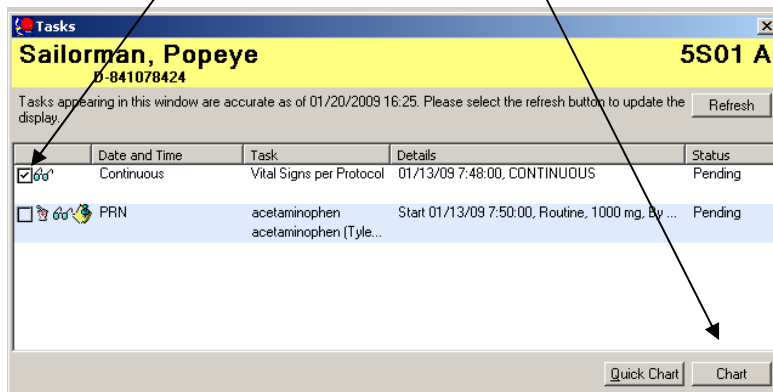 Tasks
Sailorman, Popeye 5S01 A
D-841078424
Tasks appearing in this window are accurate as of 01/20/2009 16:25. Please select the refresh button to update the display.
Refresh
Date and Time Task Details Status
Continuous Vital Signs per Protocol 01/13/09 7:48:00, CONTINUOUS Pending
PRN acetaminophen Start 01/13/09 7:50:00, Routine, 1000 mg, By ... Pending
acetaminophen (Tyle...
Quick Chart Chart